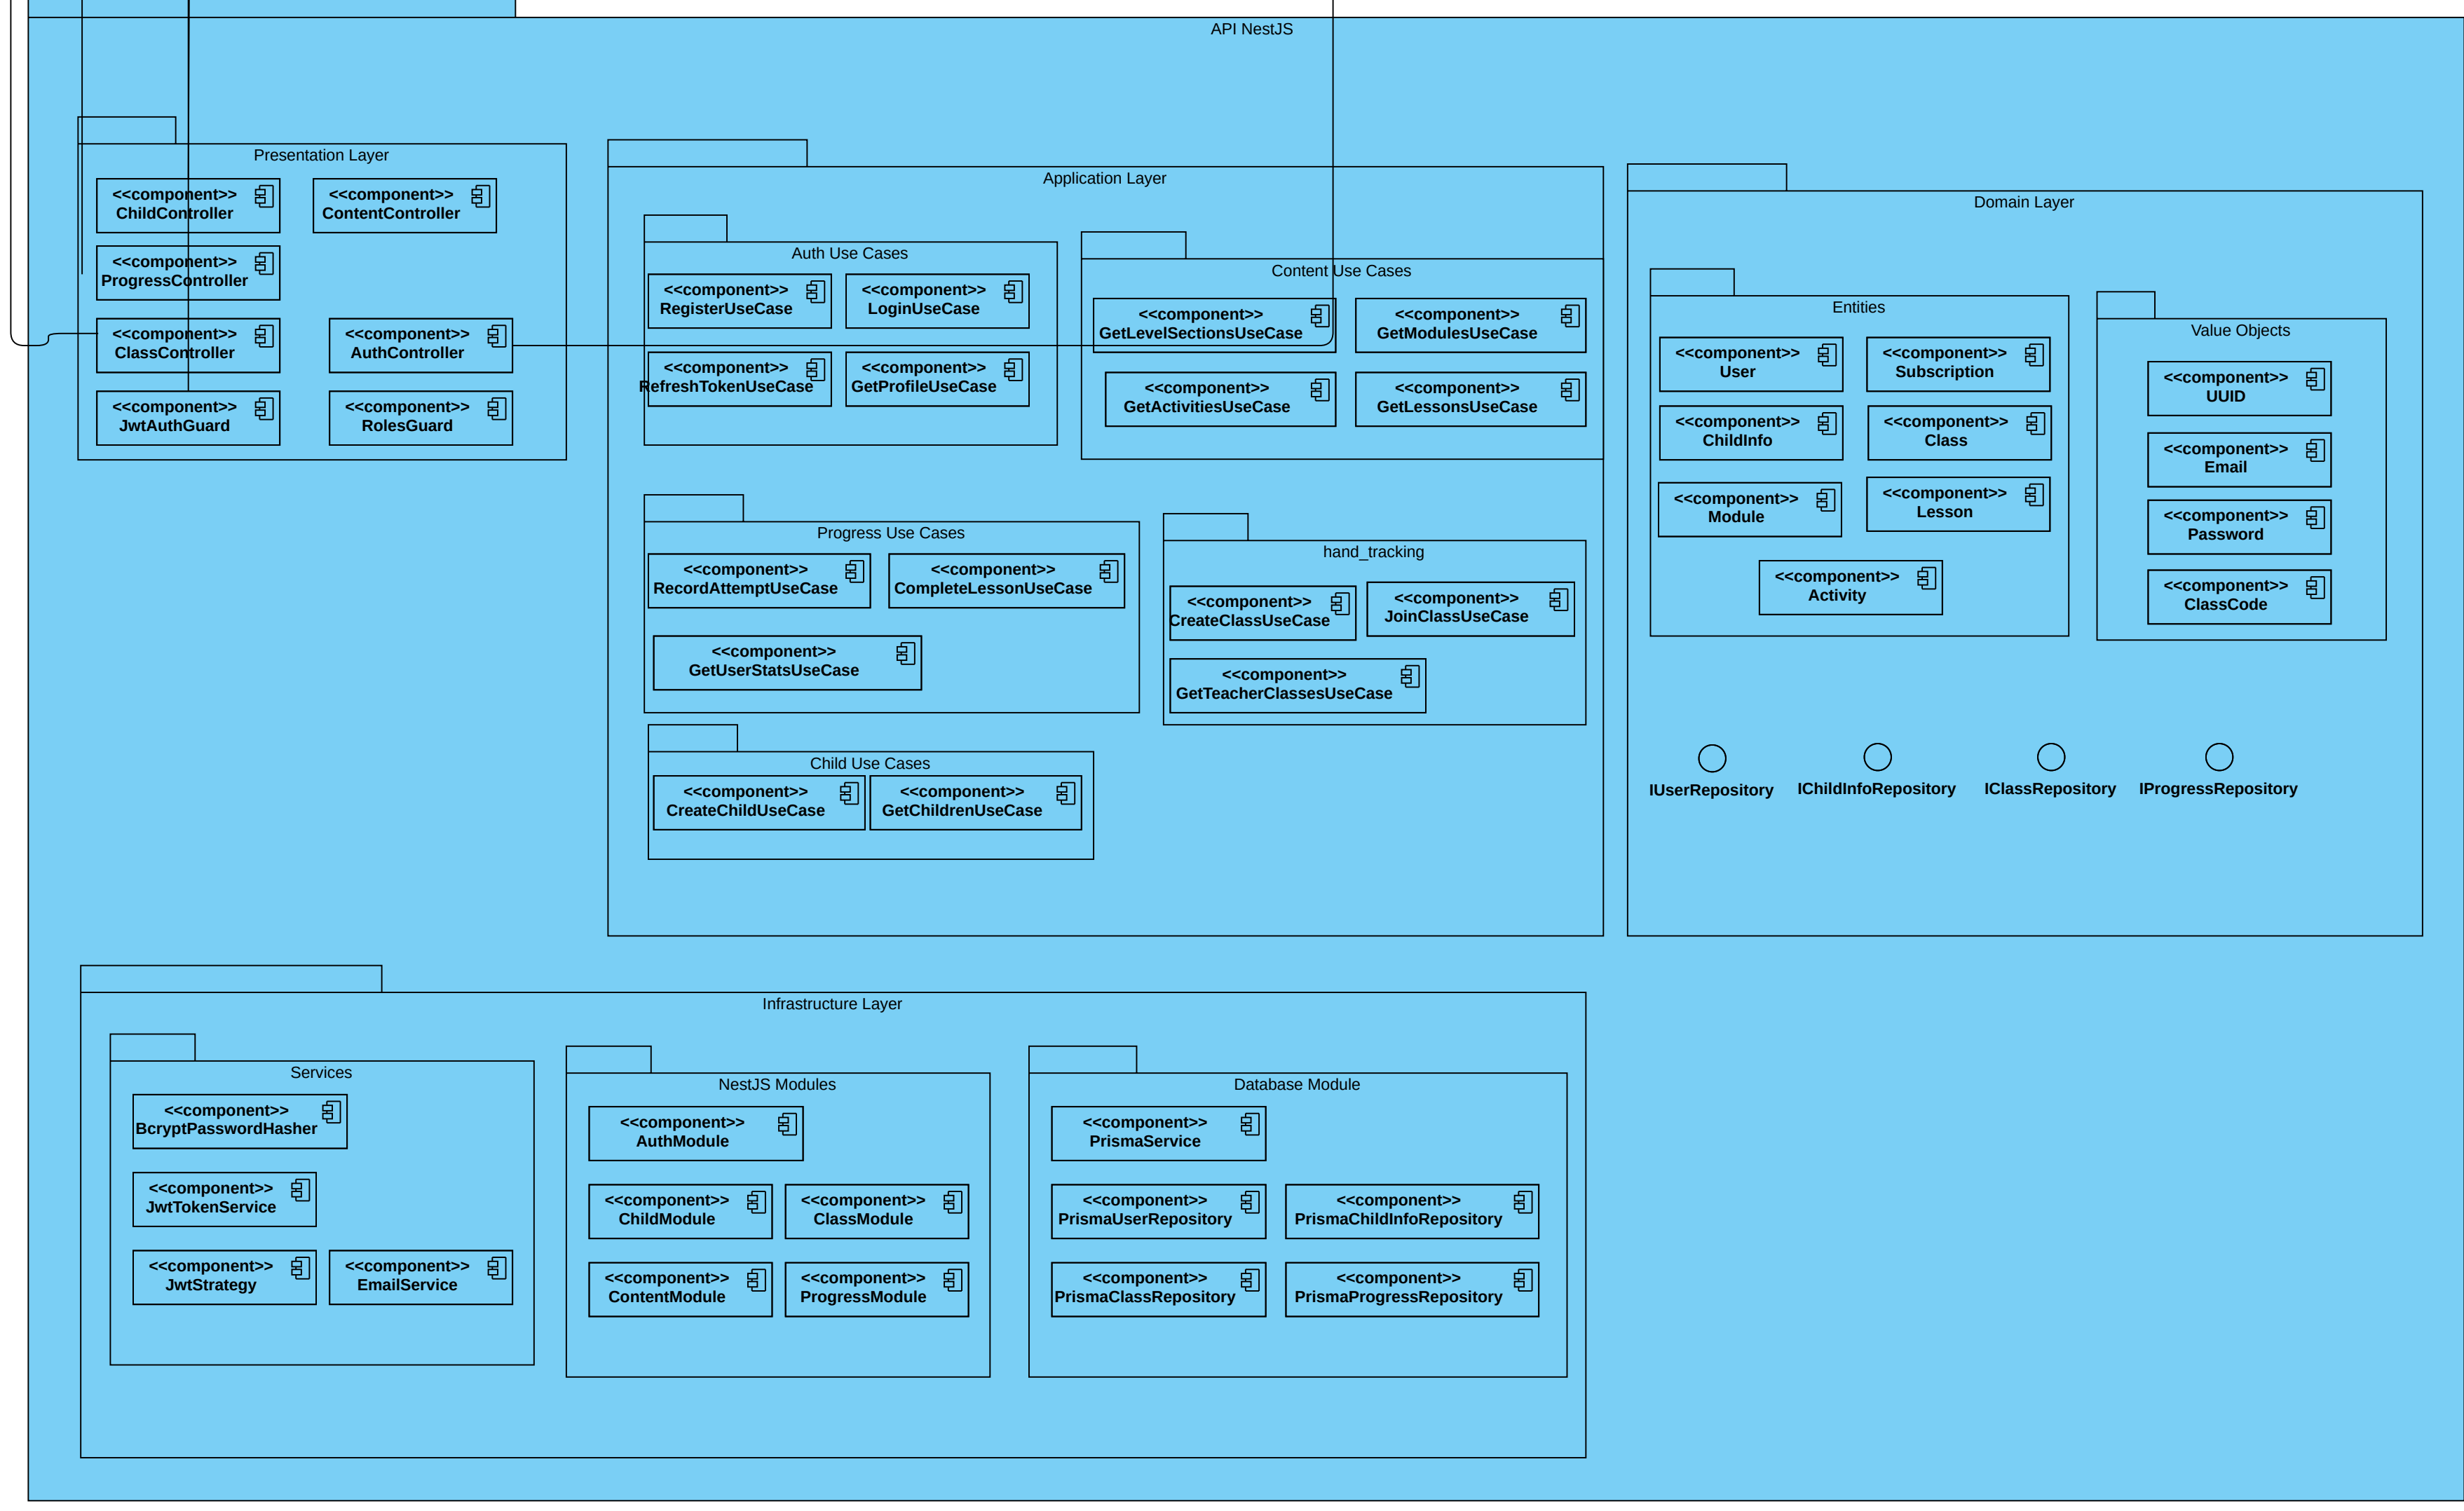 API NestJS
Presentation Layer
<<component>>
ChildController
<<component>>
ContentController
<<component>>
ProgressController
<<component>>
ClassController
<<component>>
AuthController
<<component>>
JwtAuthGuard
<<component>>
RolesGuard
Application Layer
Auth Use Cases
<<component>>
RegisterUseCase
<<component>>
LoginUseCase
<<component>>
RefreshTokenUseCase
<<component>>
GetProfileUseCase
Content Use Cases
<<component>>
GetLevelSectionsUseCase
<<component>>
GetModulesUseCase
<<component>>
GetActivitiesUseCase
<<component>>
GetLessonsUseCase
Progress Use Cases
<<component>>
RecordAttemptUseCase
<<component>>
CompleteLessonUseCase
<<component>>
GetUserStatsUseCase
hand_tracking
<<component>>
CreateClassUseCase
<<component>>
JoinClassUseCase
<<component>>
GetTeacherClassesUseCase
Child Use Cases
<<component>>
CreateChildUseCase
<<component>>
GetChildrenUseCase
Domain Layer
Entities
<<component>>
User
<<component>>
Subscription
<<component>>
ChildInfo
<<component>>
Class
<<component>>
Module
<<component>>
Lesson
<<component>>
Activity
Value Objects
<<component>>
UUID
<<component>>
Email
<<component>>
Password
<<component>>
ClassCode
IUserRepository
IChildInfoRepository
IClassRepository
IProgressRepository
Infrastructure Layer
Services
<<component>>
BcryptPasswordHasher
<<component>>
JwtTokenService
<<component>>
JwtStrategy
<<component>>
EmailService
NestJS Modules
<<component>>
AuthModule
<<component>>
ChildModule
<<component>>
ClassModule
<<component>>
ContentModule
<<component>>
ProgressModule
Database Module
<<component>>
PrismaService
<<component>>
PrismaUserRepository
<<component>>
PrismaChildInfoRepository
<<component>>
PrismaClassRepository
<<component>>
PrismaProgressRepository